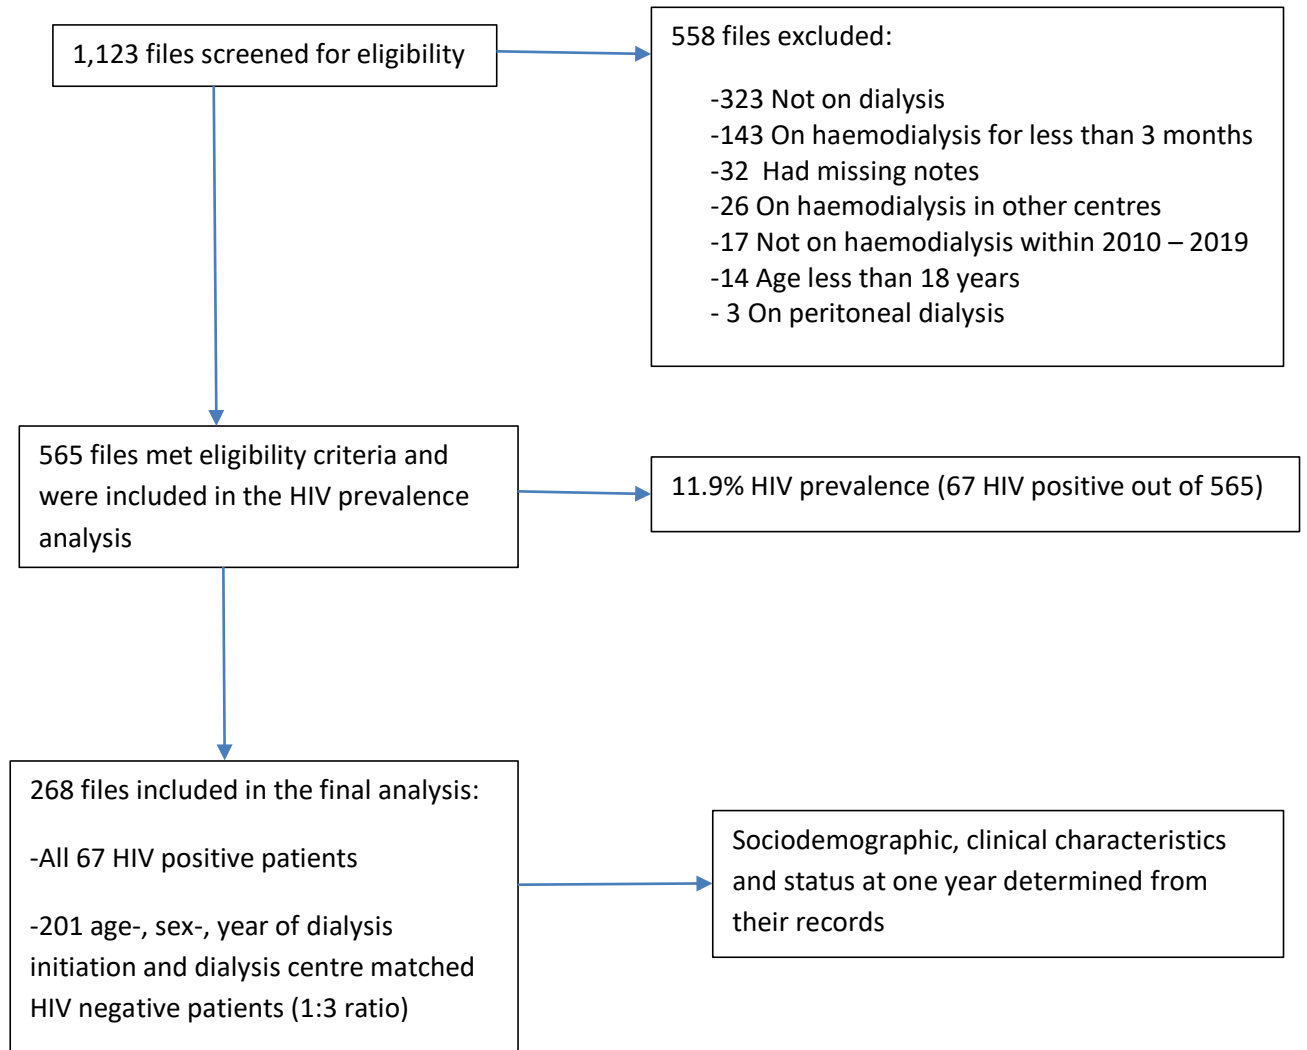 1,123 files screened for eligibility
558 files excluded:
-323 Not on dialysis
-143 On haemodialysis for less than 3 months
-32  Had missing notes
-26 On haemodialysis in other centres
-17 Not on haemodialysis within 2010 – 2019
-14 Age less than 18 years
- 3 On peritoneal dialysis
565 files met eligibility criteria and
were included in the HIV prevalence
analysis
11.9% HIV prevalence (67 HIV positive out of 565)
268 files included in the final analysis:
-All 67 HIV positive patients
-201 age-, sex-, year of dialysis
initiation and dialysis centre matched
HIV negative patients (1:3 ratio)
Sociodemographic, clinical characteristics
and status at one year determined from
their records